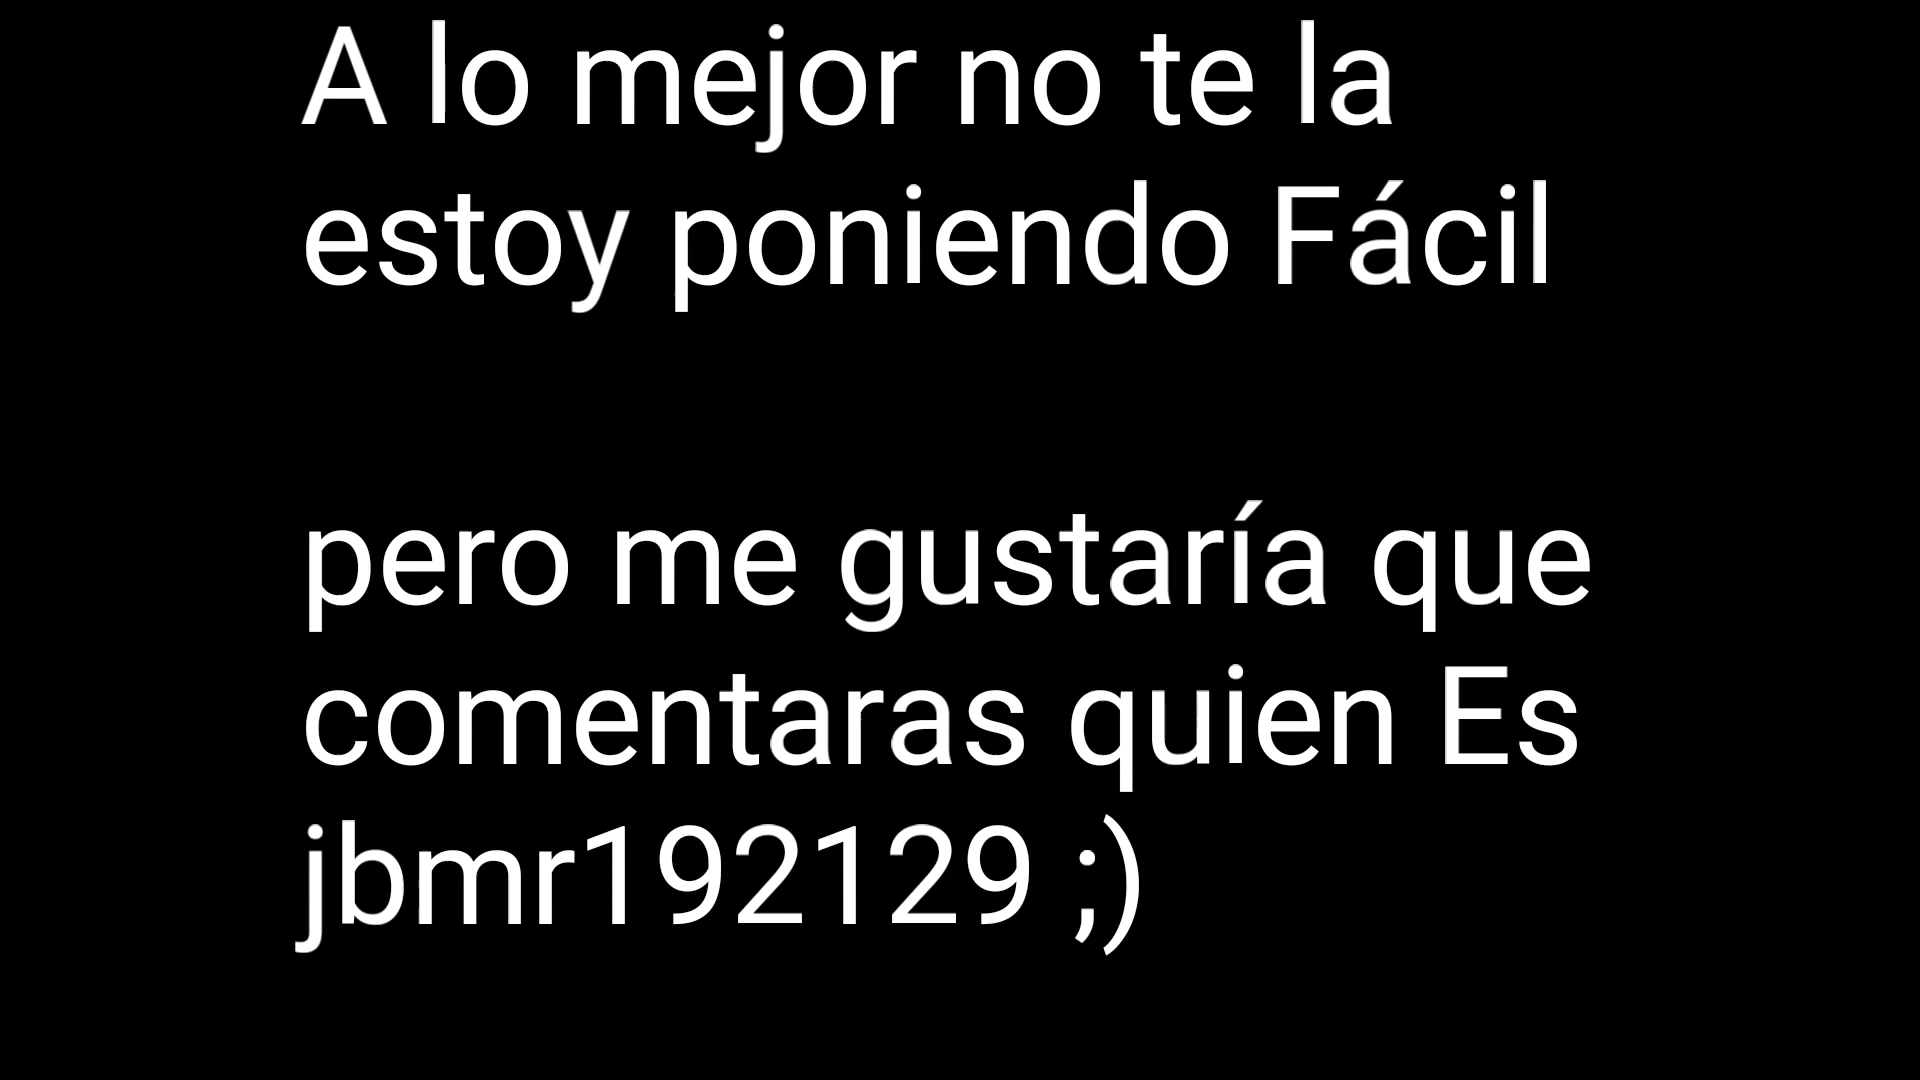 A lo mejor no te la
estoy poniendo Fácil
pero me gustaría que
comentaras quien Es
jbmr192129 ;)